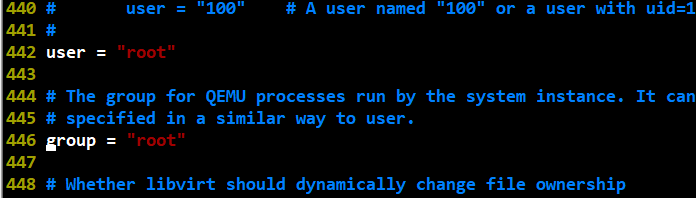 440 #       user = "100"    # A user named "100" or a user with uid=1
441 #
442 user = "root"
443
444 # The group for QEMU processes run by the system instance. It can
445 # specified in a similar way to user.
446 group = "root"
447
448 # Whether libvirt should dynamically change file ownership